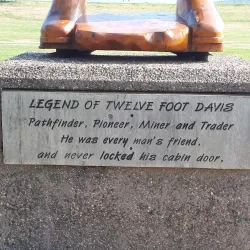 LEGEND OF TWELVE FOOT DAVIS
Pathfinder, Pioneer, Miner and Trader
He was every man's friend,
and never locked his cabin door.